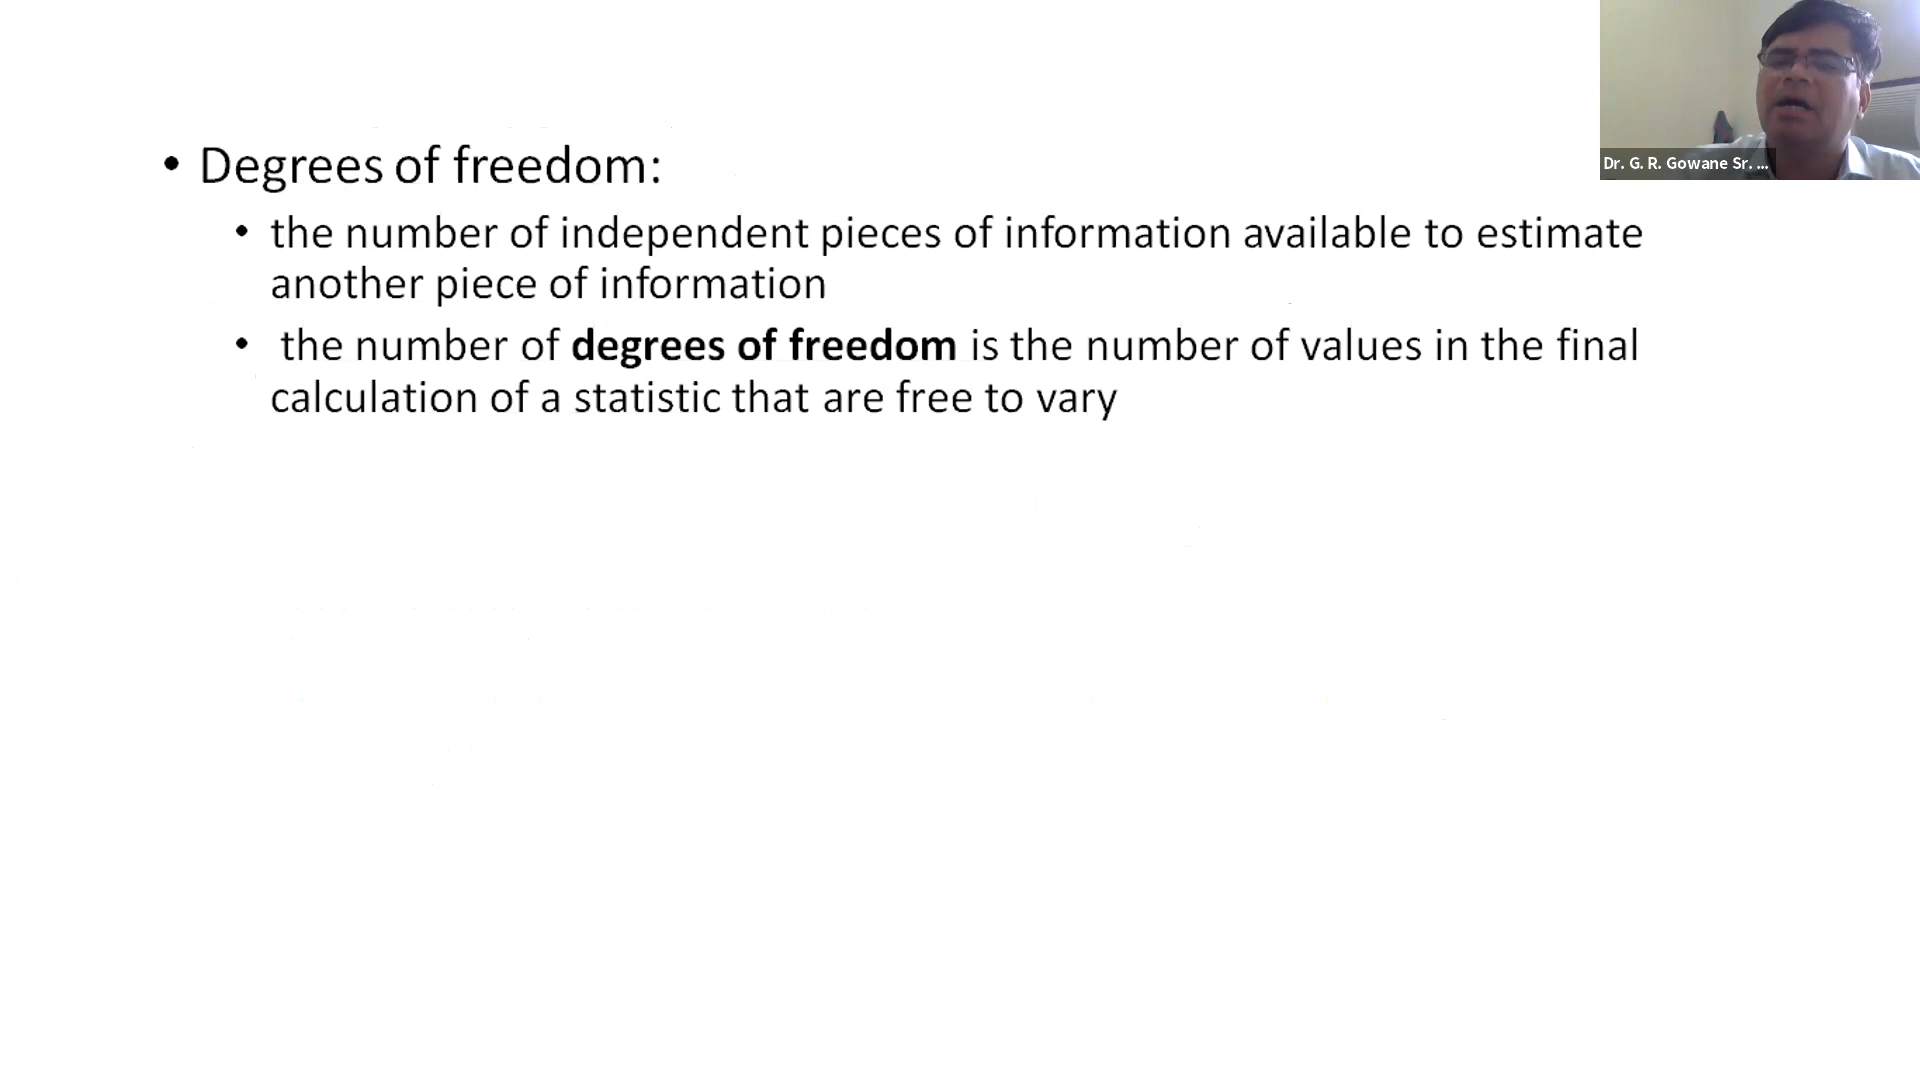 • Degrees of freedom:
• the number of independent pieces of information available to estimate
another piece of information
• the number of degrees of freedom is the number of values in the final
calculation of a statistic that are free to vary
Dr. G. R. Gowane Sr. ...